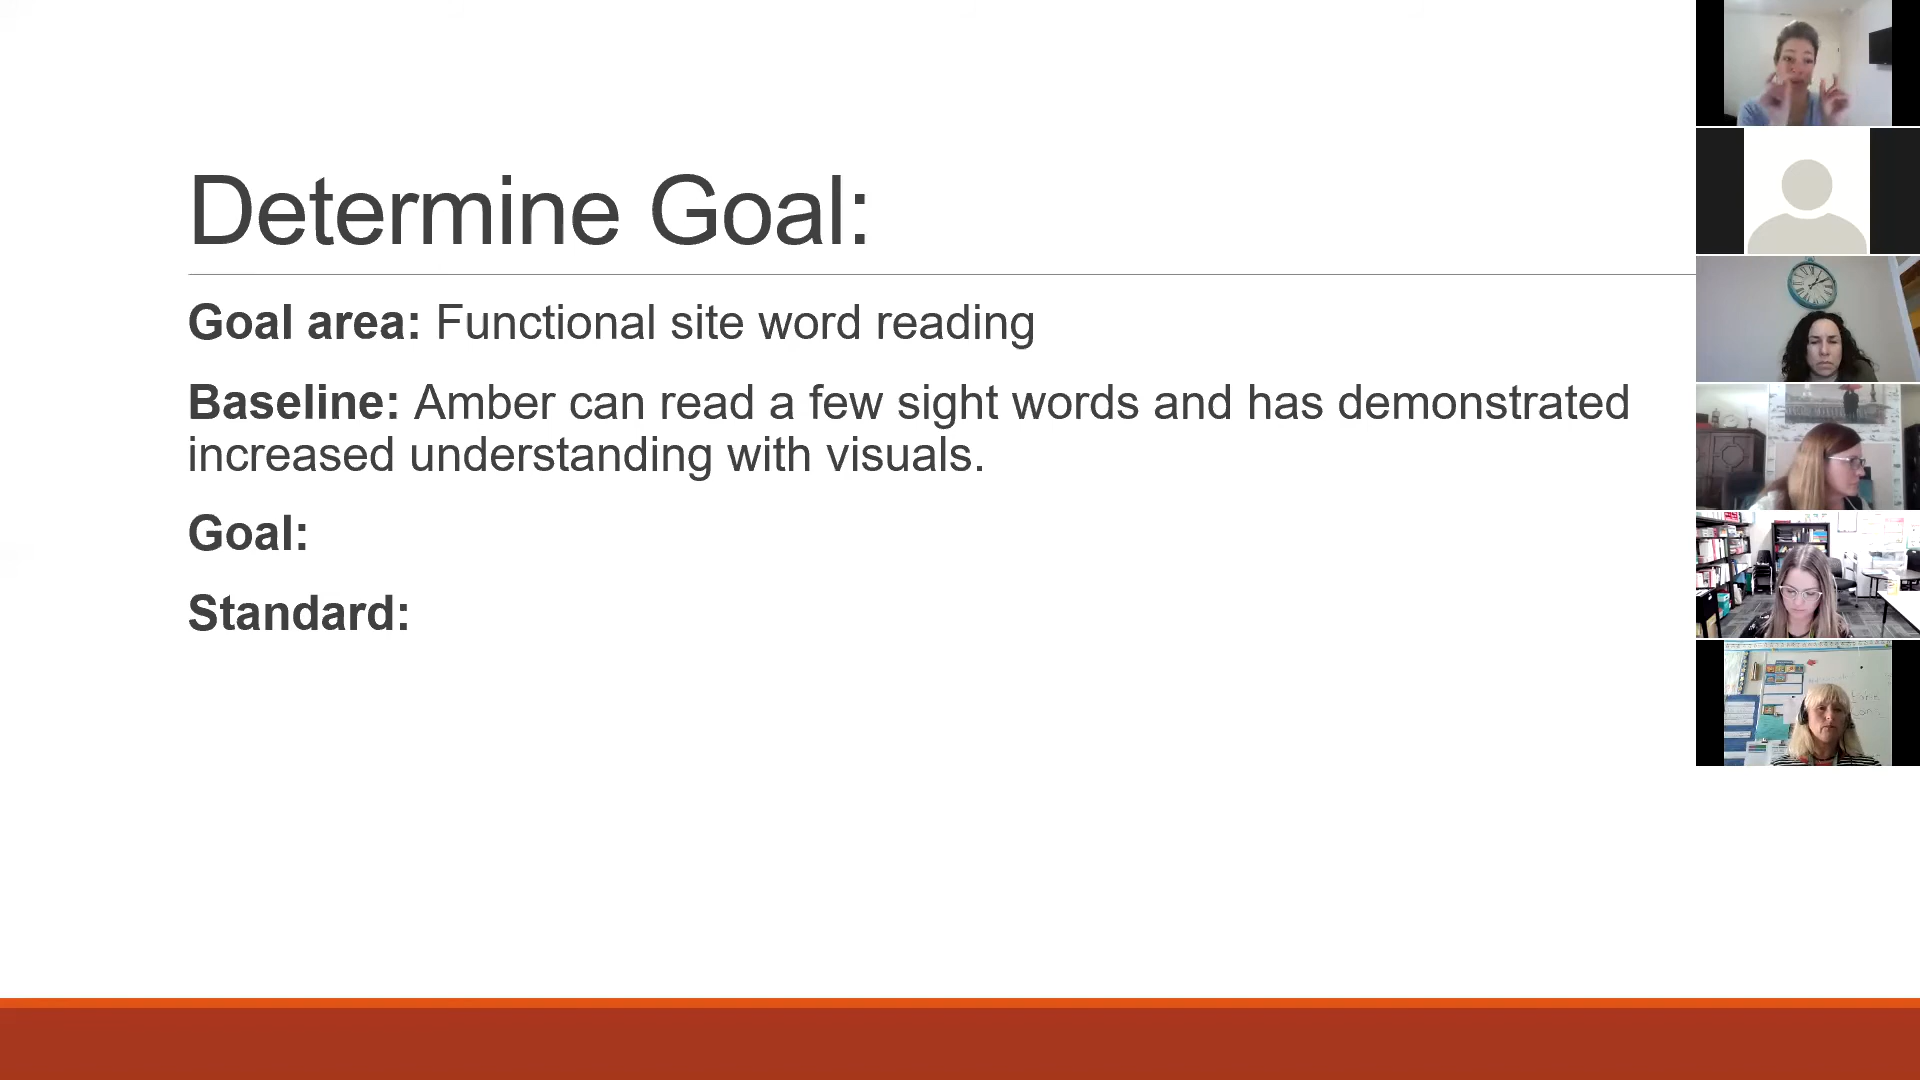 Determine Goal:
Goal area: Functional site word reading
Baseline: Amber can read a few sight words and has demonstrated
increased understanding with visuals.
Goal:
Standard: